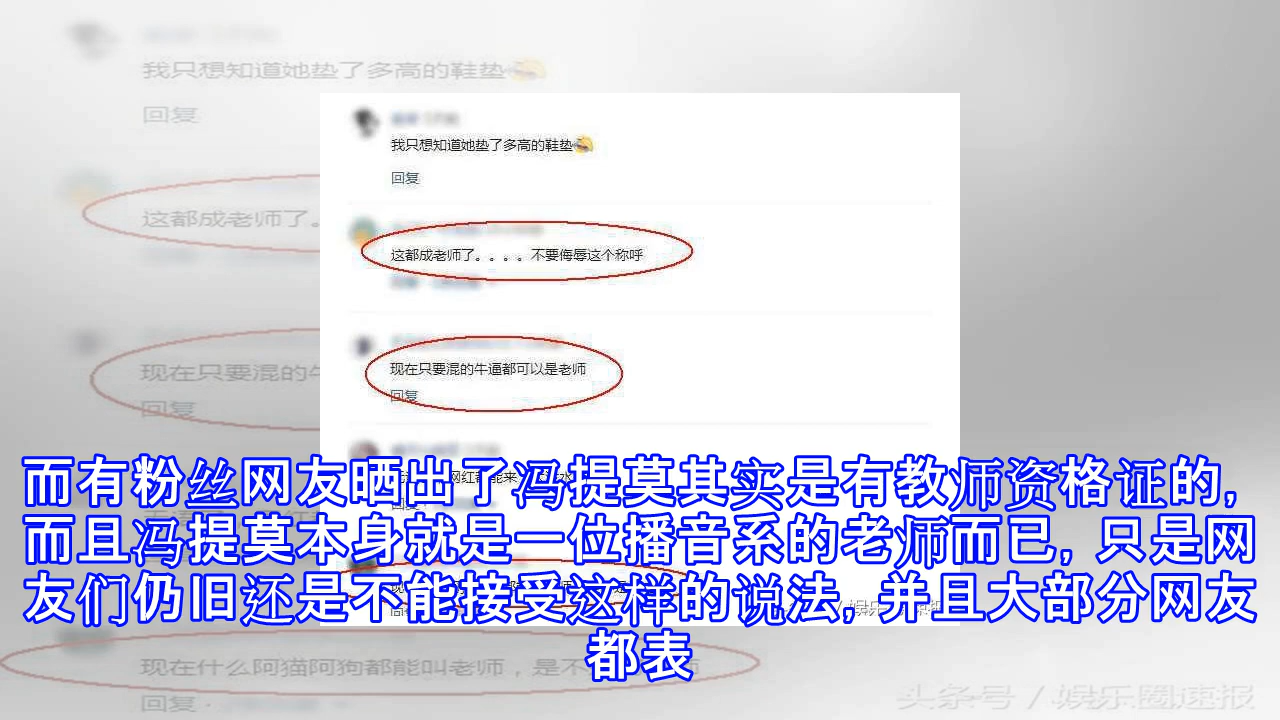 我只想知道她垫了多高的鞋垫
回复
我只想知道她垫了多高的鞋垫
回复
这都成老师了。
这都成老师了。。。。不要侮辱这个称呼
现在只要混的牛
回复
现在只要混的牛逼都可以是老师
回复
而有粉丝网友晒出了冯提莫其实是有教师资格证的,
而且冯提莫本身就是一位播音系的老师而已,只是网
友们仍旧还是不能接受这样的说法,并且大部分网友
都表
现在什么阿猫阿狗都能叫老师，是不
回复
头条号 / 娱乐圈速报